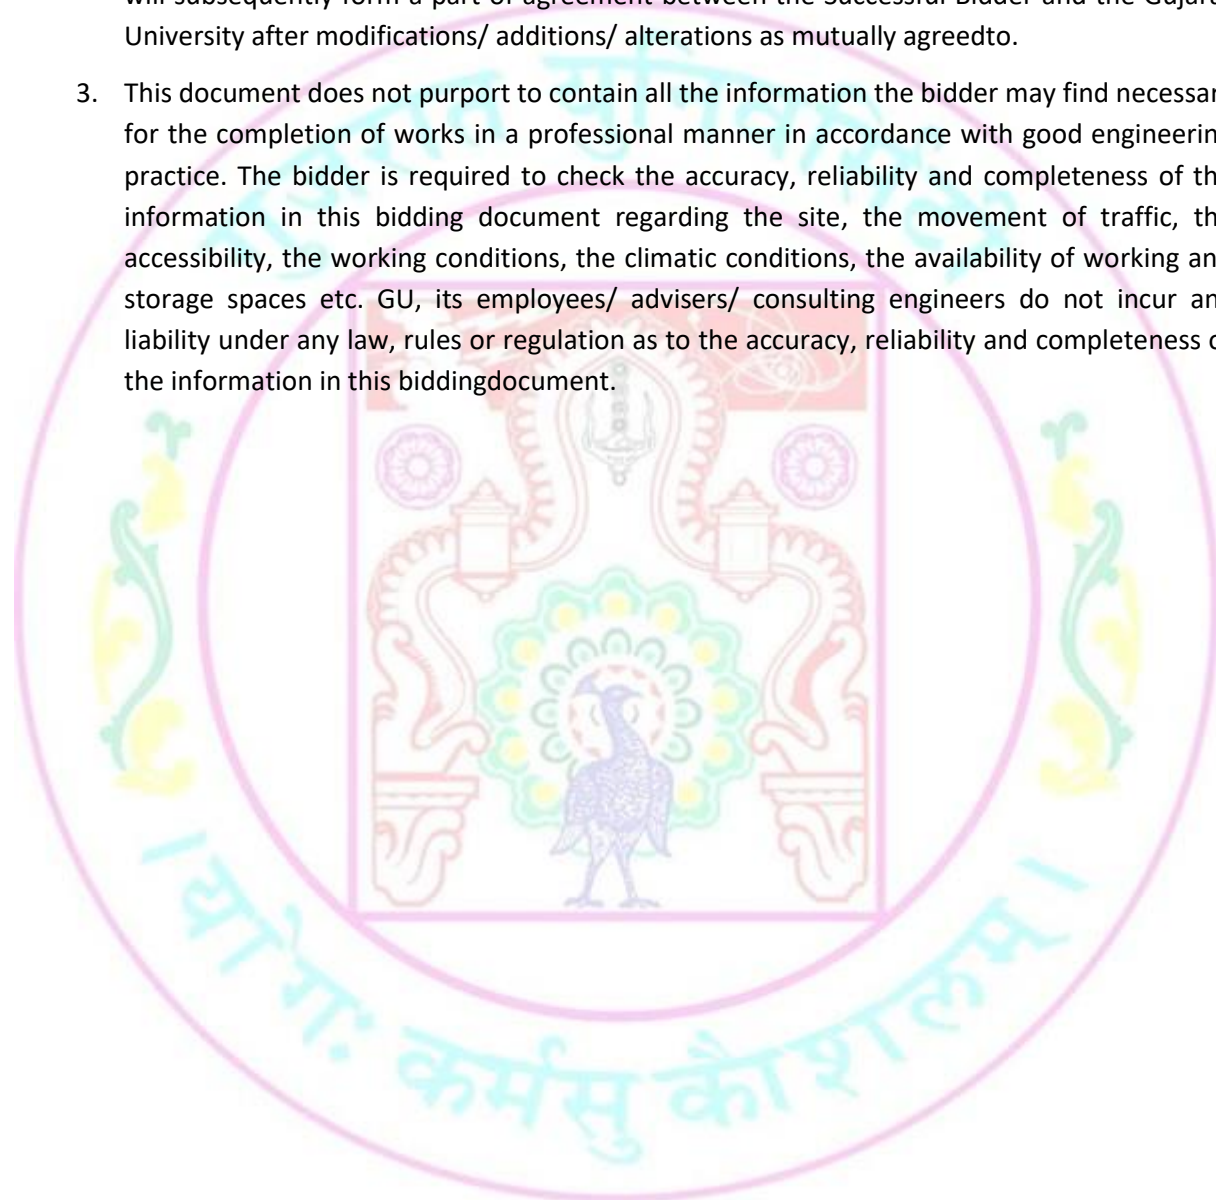 will subsequently form a part of agreement between the Successful Bidder and the Gujar
University after modifications/ additions/ alterations as mutually agreedto.
3. This document does not purport to contain all the information the bidder may find necessar
for the completion of works in a professional manner in accordance with good engineerin
practice. The bidder is required to check the accuracy, reliability and completeness of th
information in this bidding document regarding the site, the movement of traffic, th
accessibility, the working conditions, the climatic conditions, the availability of working an
storage spaces etc. GU, its employees/ advisers/ consulting engineers do not incur an
liability under any law, rules or regulation as to the accuracy, reliability and completeness o
the information in this biddingdocument.
गुजरात युनिवर्सिटी
। योगः कर्मसु कौशलम् ।